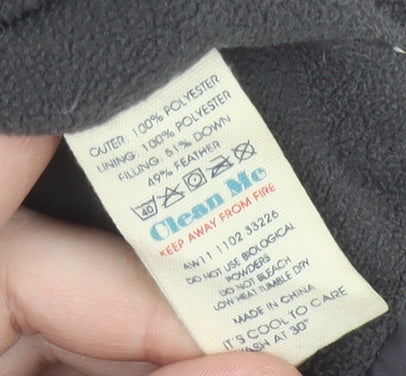 OUTER: 100% POLYESTER
LINING: 100% POLYESTER
FILLING: 51% DOWN
49% FEATHER
40
Clean Me
KEEP AWAY FROM FIRE
AW11 1102 33226
DO NOT USE BIOLOGICAL
POWDERS
DO NOT BLEACH
LOW HEAT TUMBLE DRY
MADE IN CHINA
IT'S COOL TO CARE
WASH AT 30°